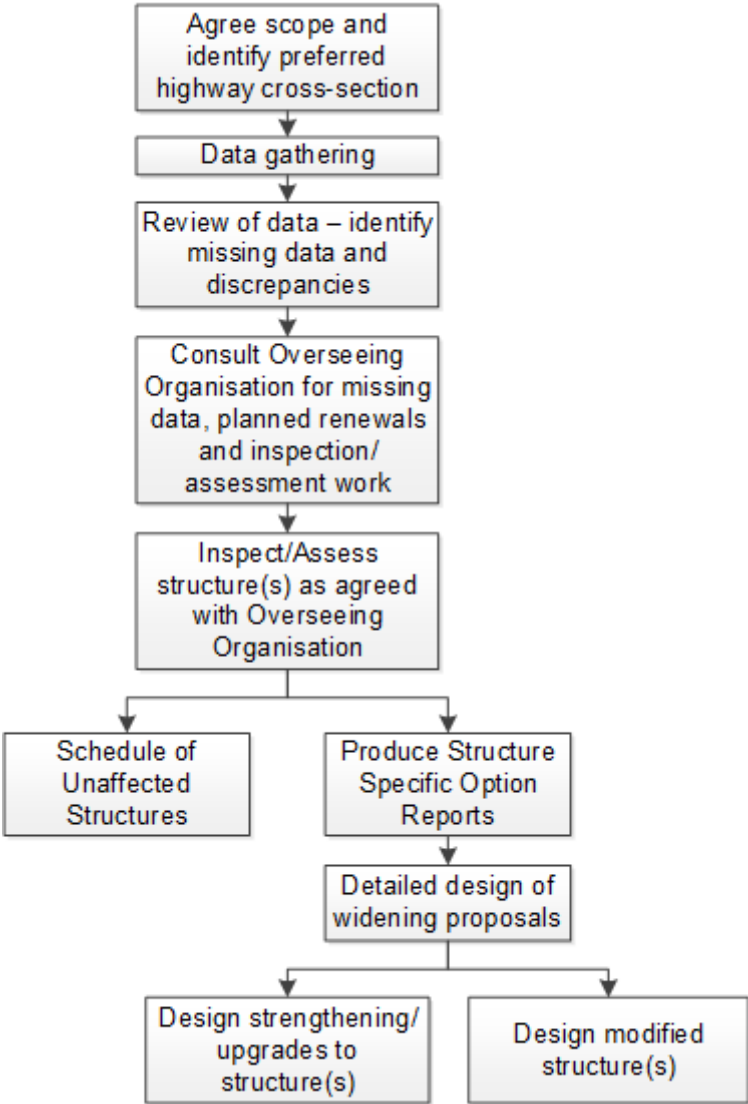 Agree scope and
identify preferred
highway cross-section
Data gathering
Review of data – identify
missing data and
discrepancies
Consult Overseeing
Organisation for missing
data, planned renewals
and inspection/
assessment work
Inspect/Assess
structure(s) as agreed
with Overseeing
Organisation
Schedule of
Unaffected
Structures
Produce Structure
Specific Option
Reports
Detailed design of
widening proposals
Design strengthening/
upgrades to
structure(s)
Design modified
structure(s)